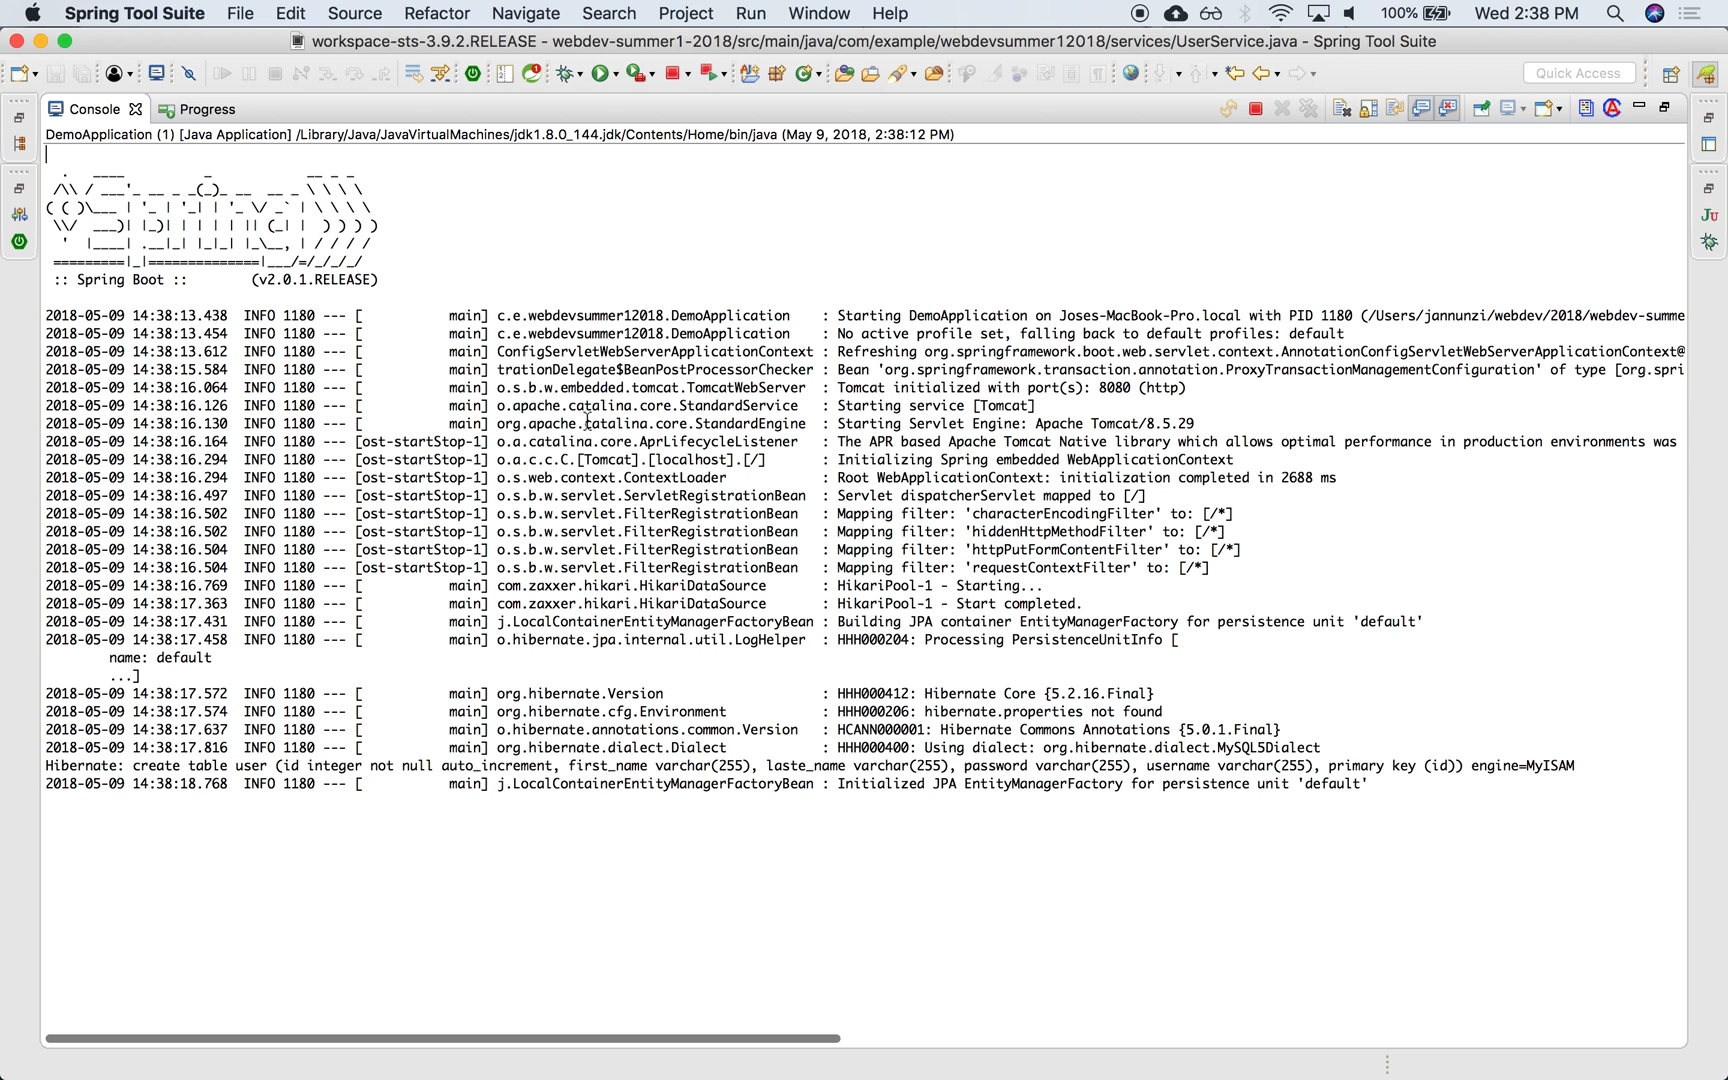 Spring Tool Suite File Edit Source Refactor Navigate Search Project Run Window Help 100% Wed 2:38 PM
workspace-sts-3.9.2.RELEASE - webdev-summer1-2018/src/main/java/com/example/webdevsummer12018/services/UserService.java - Spring Tool Suite
Quick Access
Console Progress
DemoApplication (1) [Java Application] /Library/Java/JavaVirtualMachines/jdk1.8.0_144.jdk/Contents/Home/bin/java (May 9, 2018, 2:38:12 PM)
  .   ____          _            __ _ _
 /\\ / ___'_ __ _ _(_)_ __  __ _ \ \ \ \
( ( )\___ | '_ | '_| | '_ \/ _` | \ \ \ \
 \\/  ___)| |_)| | | | | || (_| |  ) ) ) )
  '  |____| .__|_| |_|_| |_\__, | / / / /
 =========|_|==============|___/=/_/_/_/
 :: Spring Boot ::        (v2.0.1.RELEASE)
2018-05-09 14:38:13.438  INFO 1180 --- [           main] c.e.webdevsummer12018.DemoApplication    : Starting DemoApplication on Joses-MacBook-Pro.local with PID 1180 (/Users/jannunzi/webdev/2018/webdev-summe
2018-05-09 14:38:13.454  INFO 1180 --- [           main] c.e.webdevsummer12018.DemoApplication    : No active profile set, falling back to default profiles: default
2018-05-09 14:38:13.612  INFO 1180 --- [           main] ConfigServletWebServerApplicationContext : Refreshing org.springframework.boot.web.servlet.context.AnnotationConfigServletWebServerApplicationContext@
2018-05-09 14:38:15.584  INFO 1180 --- [           main] trationDelegate$BeanPostProcessorChecker : Bean 'org.springframework.transaction.annotation.ProxyTransactionManagementConfiguration' of type [org.spri
2018-05-09 14:38:16.064  INFO 1180 --- [           main] o.s.b.w.embedded.tomcat.TomcatWebServer  : Tomcat initialized with port(s): 8080 (http)
2018-05-09 14:38:16.126  INFO 1180 --- [           main] o.apache.catalina.core.StandardService   : Starting service [Tomcat]
2018-05-09 14:38:16.130  INFO 1180 --- [           main] org.apache.catalina.core.StandardEngine  : Starting Servlet Engine: Apache Tomcat/8.5.29
2018-05-09 14:38:16.164  INFO 1180 --- [ost-startStop-1] o.a.catalina.core.AprLifecycleListener   : The APR based Apache Tomcat Native library which allows optimal performance in production environments was
2018-05-09 14:38:16.294  INFO 1180 --- [ost-startStop-1] o.a.c.c.C.[Tomcat].[localhost].[/]       : Initializing Spring embedded WebApplicationContext
2018-05-09 14:38:16.294  INFO 1180 --- [ost-startStop-1] o.s.web.context.ContextLoader            : Root WebApplicationContext: initialization completed in 2688 ms
2018-05-09 14:38:16.497  INFO 1180 --- [ost-startStop-1] o.s.b.w.servlet.ServletRegistrationBean  : Servlet dispatcherServlet mapped to [/]
2018-05-09 14:38:16.502  INFO 1180 --- [ost-startStop-1] o.s.b.w.servlet.FilterRegistrationBean   : Mapping filter: 'characterEncodingFilter' to: [/*]
2018-05-09 14:38:16.502  INFO 1180 --- [ost-startStop-1] o.s.b.w.servlet.FilterRegistrationBean   : Mapping filter: 'hiddenHttpMethodFilter' to: [/*]
2018-05-09 14:38:16.504  INFO 1180 --- [ost-startStop-1] o.s.b.w.servlet.FilterRegistrationBean   : Mapping filter: 'httpPutFormContentFilter' to: [/*]
2018-05-09 14:38:16.504  INFO 1180 --- [ost-startStop-1] o.s.b.w.servlet.FilterRegistrationBean   : Mapping filter: 'requestContextFilter' to: [/*]
2018-05-09 14:38:16.769  INFO 1180 --- [           main] com.zaxxer.hikari.HikariDataSource       : HikariPool-1 - Starting...
2018-05-09 14:38:17.363  INFO 1180 --- [           main] com.zaxxer.hikari.HikariDataSource       : HikariPool-1 - Start completed.
2018-05-09 14:38:17.431  INFO 1180 --- [           main] j.LocalContainerEntityManagerFactoryBean : Building JPA container EntityManagerFactory for persistence unit 'default'
2018-05-09 14:38:17.458  INFO 1180 --- [           main] o.hibernate.jpa.internal.util.LogHelper  : HHH000204: Processing PersistenceUnitInfo [
        name: default
        ...]
2018-05-09 14:38:17.572  INFO 1180 --- [           main] org.hibernate.Version                    : HHH000412: Hibernate Core {5.2.16.Final}
2018-05-09 14:38:17.574  INFO 1180 --- [           main] org.hibernate.cfg.Environment            : HHH000206: hibernate.properties not found
2018-05-09 14:38:17.637  INFO 1180 --- [           main] o.hibernate.annotations.common.Version   : HCANN000001: Hibernate Commons Annotations {5.0.1.Final}
2018-05-09 14:38:17.816  INFO 1180 --- [           main] org.hibernate.dialect.Dialect            : HHH000400: Using dialect: org.hibernate.dialect.MySQL5Dialect
Hibernate: create table user (id integer not null auto_increment, first_name varchar(255), laste_name varchar(255), password varchar(255), username varchar(255), primary key (id)) engine=MyISAM
2018-05-09 14:38:18.768  INFO 1180 --- [           main] j.LocalContainerEntityManagerFactoryBean : Initialized JPA EntityManagerFactory for persistence unit 'default'